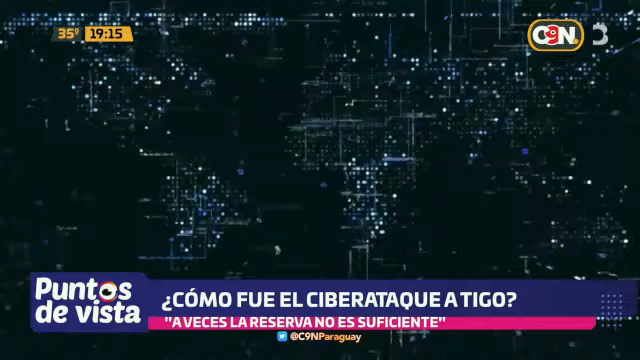 35º 19:15
C9N
Puntos
de vista
¿CÓMO FUE EL CIBERATAQUE A TIGO?
"A VECES LA RESERVA NO ES SUFICIENTE"
@C9NParaguay